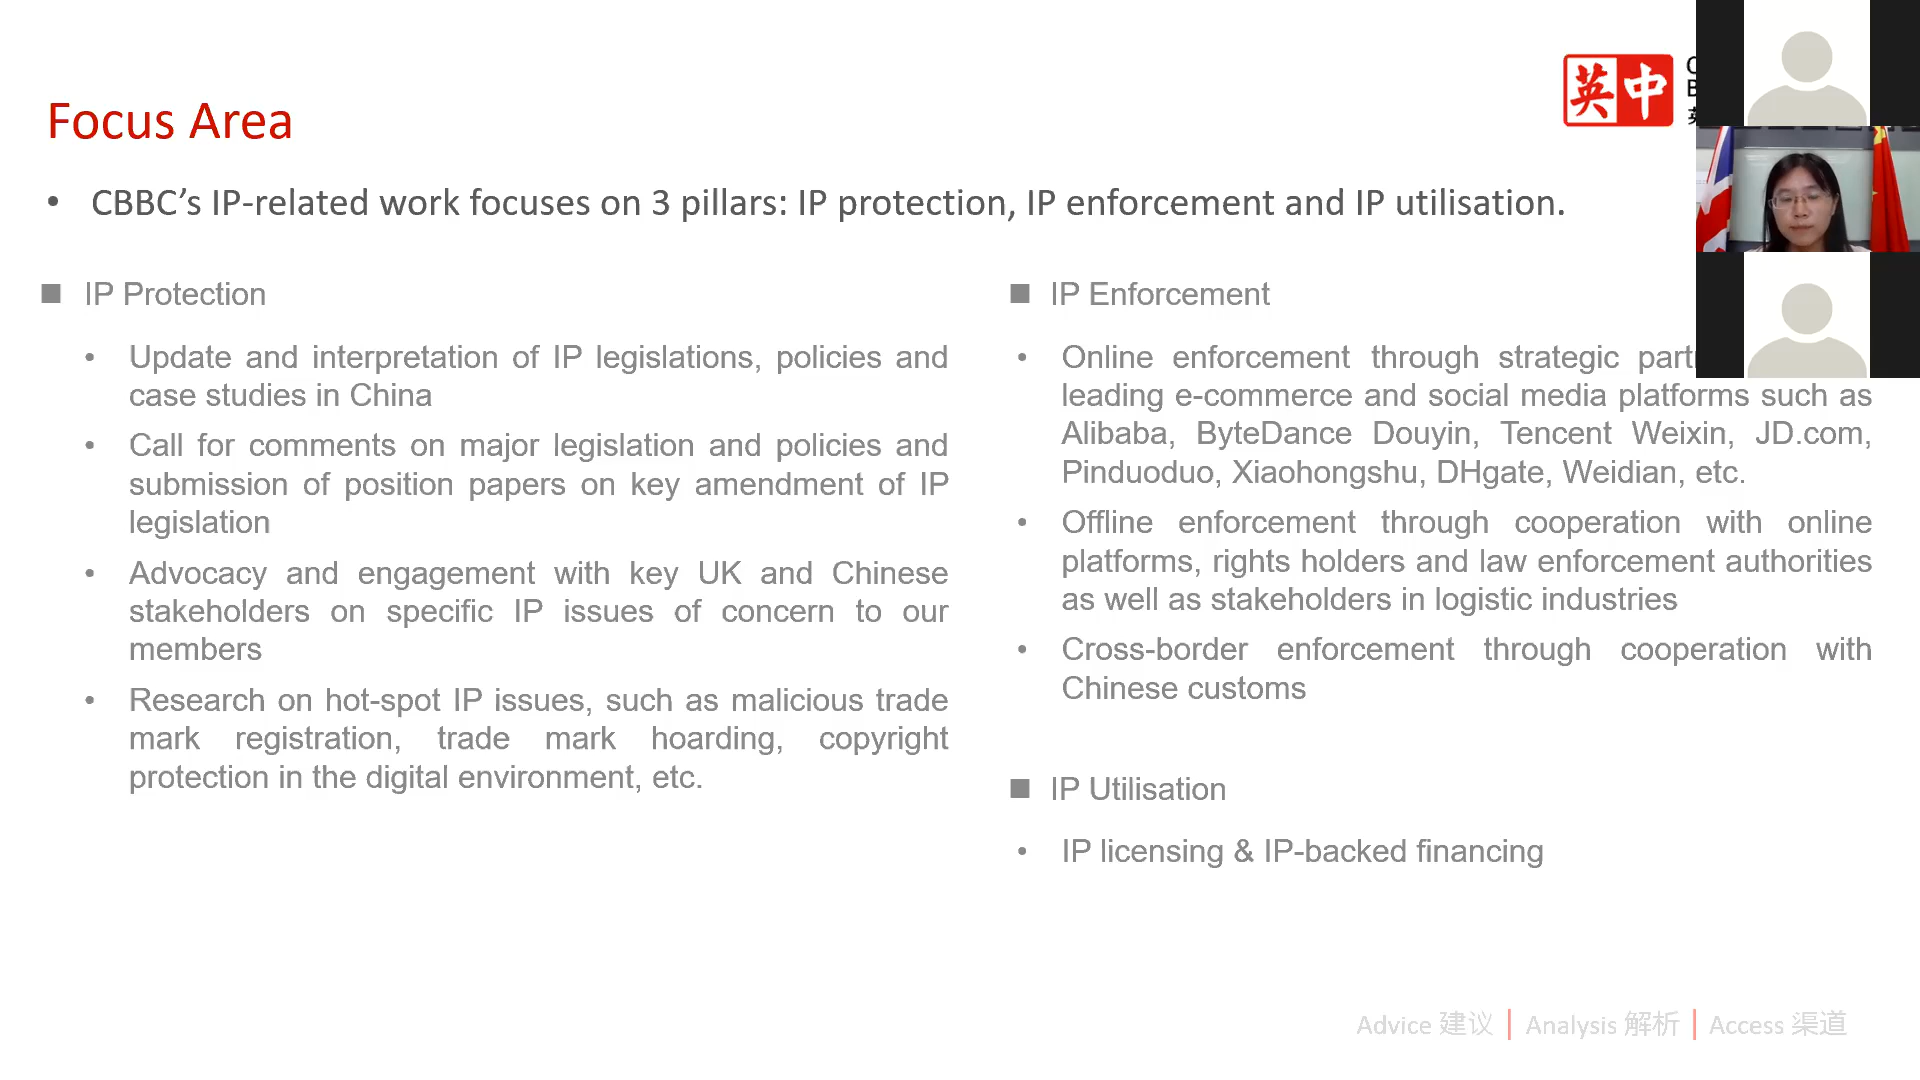 英中
Focus Area
• CBBC’s IP-related work focuses on 3 pillars: IP protection, IP enforcement and IP utilisation.
■ IP Protection
• Update and interpretation of IP legislations, policies and
case studies in China
• Call for comments on major legislation and policies and
submission of position papers on key amendment of IP
legislation
• Advocacy and engagement with key UK and Chinese
stakeholders on specific IP issues of concern to our
members
• Research on hot-spot IP issues, such as malicious trade
mark registration, trade mark hoarding, copyright
protection in the digital environment, etc.
■ IP Enforcement
• Online enforcement through strategic
leading e-commerce and social media platforms such as
Alibaba, ByteDance Douyin, Tencent Weixin, JD.com,
Pinduoduo, Xiaohongshu, DHgate, Weidian, etc.
• Offline enforcement through cooperation with online
platforms, rights holders and law enforcement authorities
as well as stakeholders in logistic industries
• Cross-border enforcement through cooperation with
Chinese customs
■ IP Utilisation
• IP licensing & IP-backed financing
Advice 建议 | Analysis 解析 | Access 渠道